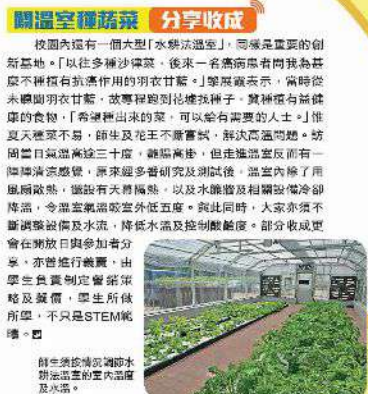 闢溫室種蔬菜 分享收成
校園內還有一個大型「水耕法溫室」，同樣是重要的創
新基地。「以往多種沙律菜，後來一名癌病患者問我為甚
麼不種植有抗癌作用的羽衣甘藍。」黎展霞表示，當時從
未聽聞羽衣甘藍，故專程跑到花墟找種子，冀種植有益健
康的食物，「希望種出來的菜，可以給有需要的人士。」惟
夏天種菜不易，師生及花王不斷嘗試，解決高溫問題。訪
問當日氣溫高逾三十度，艷陽高掛，但走進溫室反而有一
陣陣清涼感覺，原來經多番研究及測試後，溫室內除了用
風扇散熱，還設有天幕隔熱，以及水簾牆及相關設備冷卻
降溫，令溫室氣溫較室外低五度。與此同時，大家亦須不
斷調整設備及水流，降低水溫及控制酸鹼度。部分收成更
會在開放日與參加者分
享，亦曾進行義賣，由
學生負責制定營銷策
略及質價，學生所做
所學，不只是STEM範
疇。
師生須按情況調節水
耕法溫室的室內溫度
及水溫。